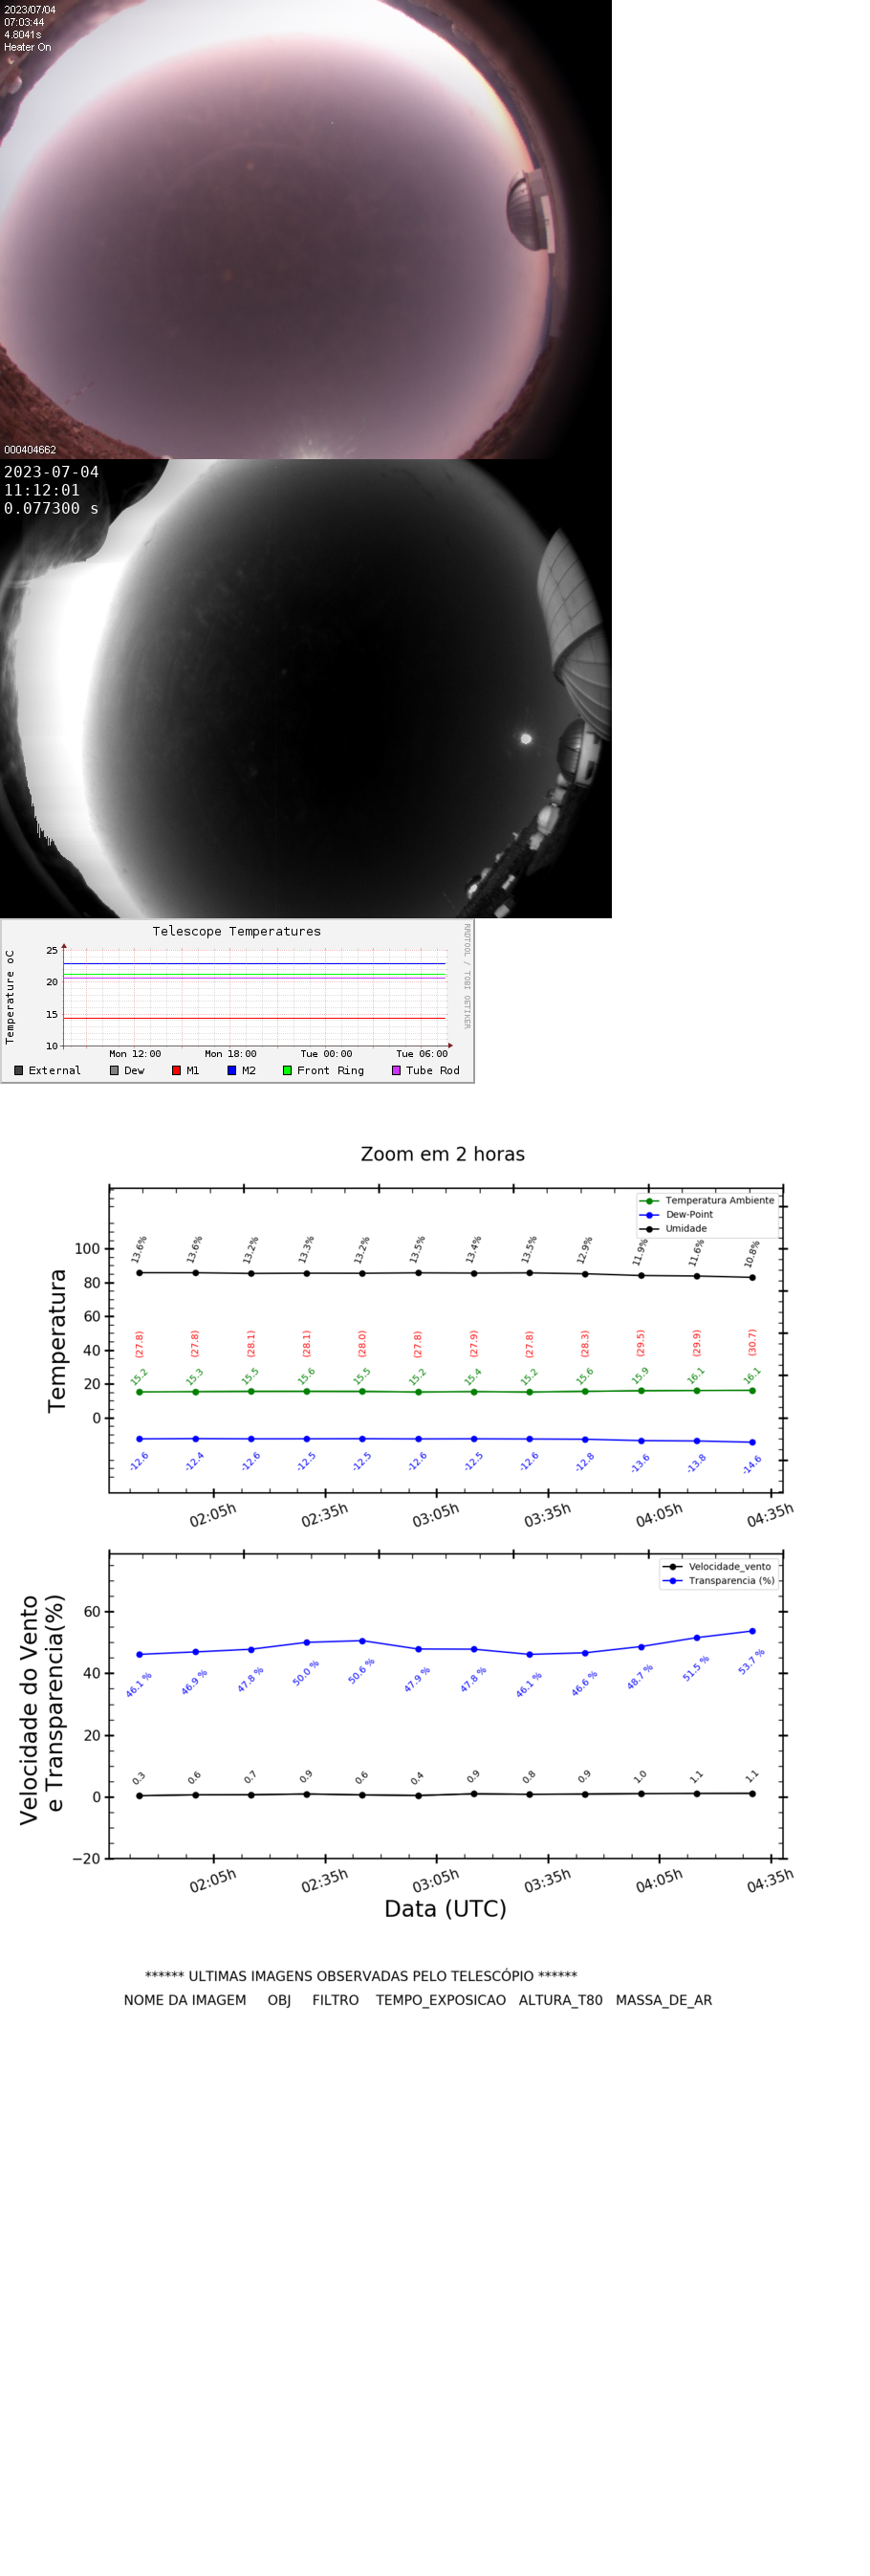 2023/07/04
07:03:44
4.8041s
Heater On
000404662
2023-07-04
11:12:01
0.077300 s
Telescope Temperatures
RRDTOOL / TOBI OETIKER
Temperature oC
25
20
15
10
Mon 12:00 Mon 18:00 Tue 00:00 Tue 06:00
External Dew M1 M2 Front Ring Tube Rod
Zoom em 2 horas
Temperatura Ambiente
Dew-Point
Umidade
Temperatura
100
80
60
40
20
0
13.6% 13.6% 13.2% 13.3% 13.2% 13.5% 13.4% 13.5% 12.9% 11.9% 11.6% 10.8%
(27.8) (27.8) (28.1) (28.1) (28.0) (27.8) (27.9) (27.8) (28.3) (29.5) (29.9) (30.7)
15.2 15.3 15.5 15.6 15.5 15.2 15.4 15.2 15.6 15.9 16.1 16.1
-12.6 -12.4 -12.6 -12.5 -12.5 -12.6 -12.5 -12.6 -12.8 -13.6 -13.8 -14.6
02:05h 02:35h 03:05h 03:35h 04:05h 04:35h
Velocidade_vento
Transparencia (%)
Velocidade do Vento
e Transparencia(%)
60
40
20
0
−20
46.1 % 46.9 % 47.8 % 50.0 % 50.6 % 47.9 % 47.8 % 46.1 % 46.6 % 48.7 % 51.5 % 53.7 %
0.3 0.6 0.7 0.9 0.6 0.4 0.9 0.8 0.9 1.0 1.1 1.1
02:05h 02:35h 03:05h 03:35h 04:05h 04:35h
Data (UTC)
****** ULTIMAS IMAGENS OBSERVADAS PELO TELESCÓPIO ******
NOME DA IMAGEM OBJ FILTRO TEMPO_EXPOSICAO ALTURA_T80 MASSA_DE_AR